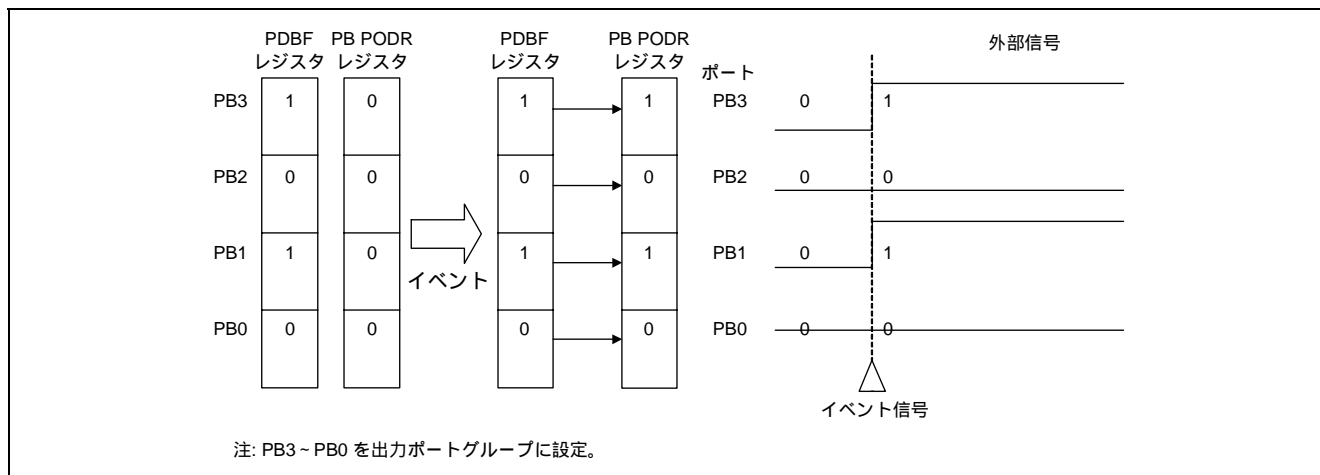 PDBF PB PODR PDBF PB PODR 外部信号
レジスタ レジスタ レジスタ レジスタ ポート
PB3 1 0 1 1 PB3 0 1
PB2 0 0 0 0 PB2 0 0
PB1 1 0 1 1 PB1 0 1
イベント
PB0 0 0 0 0 PB0 0 0
イベント信号
注: PB3 ~ PB0 を出力ポートグループに設定。